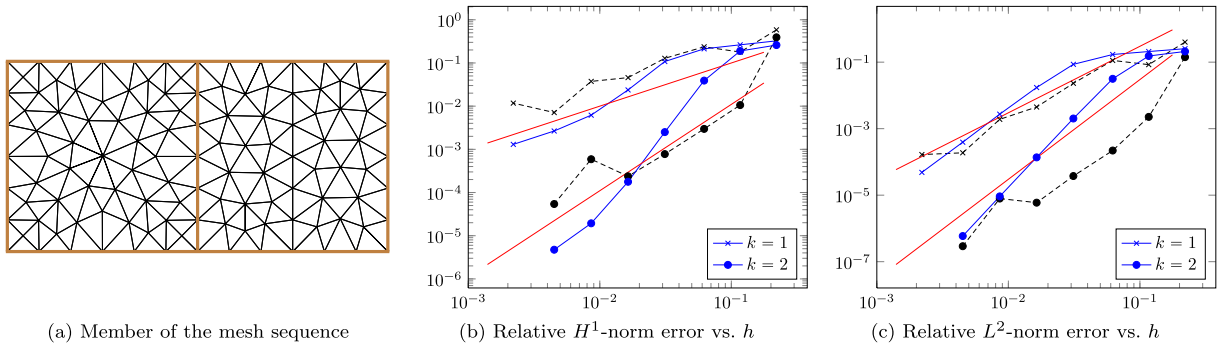 10^0
10^−1
10^−2
10^−3
10^−4
10^−5
10^−6
10^−3
10^−2
10^−1
k = 1
k = 2
10^−1
10^−3
10^−5
10^−7
10^−3
10^−2
10^−1
k = 1
k = 2
(a) Member of the mesh sequence
(b) Relative H^1-norm error vs. h
(c) Relative L^2-norm error vs. h